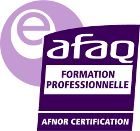 e
afaq
FORMATION
PROFESSIONNELLE
AFNOR CERTIFICATION